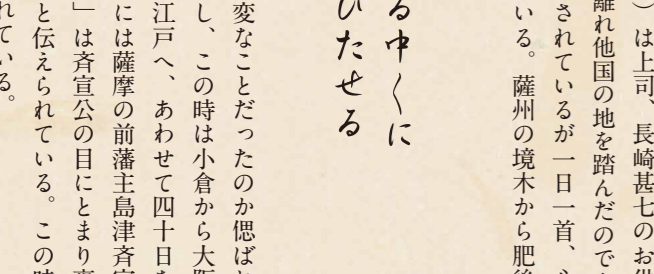 ）は上司、長崎甚七のお供
離れ他国の地を踏んだので
されているが一日一首、
いる。薩州の境木から肥後
る中〱に
ひたせる
変なことだったのか偲ばれ
し、この時は小倉から大阪
江戸へ、あわせて四十日
には薩摩の前藩主島津斉宣
」は斉宣公の目にとまり
と伝えられている。この時
れている。